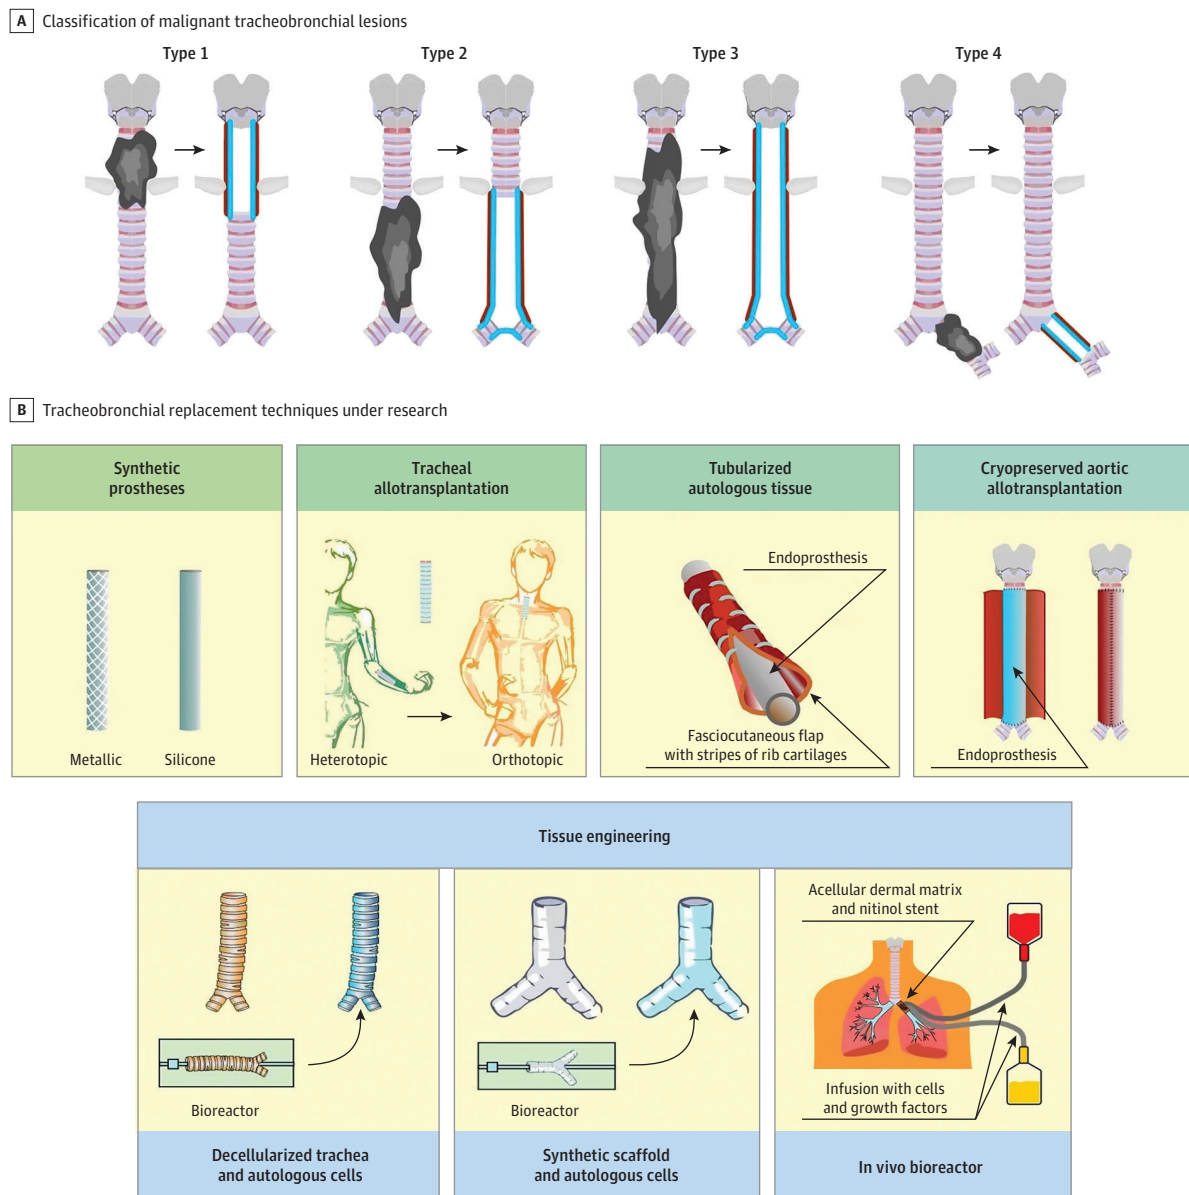 A Classification of malignant tracheobronchial lesions
Type 1
Type 2
Type 3
Type 4
B Tracheobronchial replacement techniques under research
Synthetic
prostheses
Metallic
Silicone
Tracheal
allotransplantation
Heterotopic
Orthotopic
Tubularized
autologous tissue
Endoprosthesis
Fasciocutaneous flap
with stripes of rib cartilages
Cryopreserved aortic
allotransplantation
Endoprosthesis
Tissue engineering
Bioreactor
Decellularized trachea
and autologous cells
Bioreactor
Synthetic scaffold
and autologous cells
Acellular dermal matrix
and nitinol stent
Infusion with cells
and growth factors
In vivo bioreactor